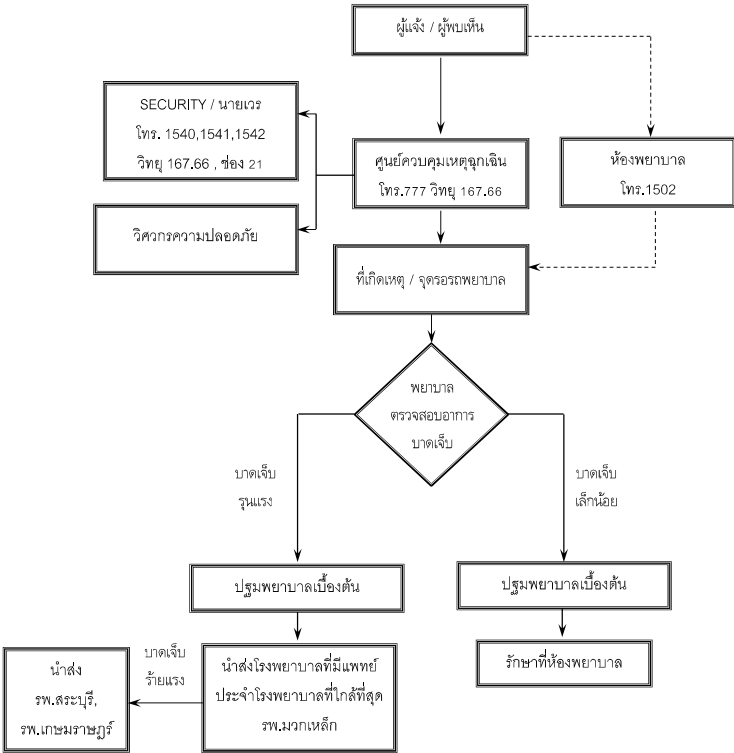 ผู้แจ้ง / ผู้พบเห็น
SECURITY / นายเวร
โทร. 1540,1541,1542
วิทยุ 167.66 , ช่อง 21
ศูนย์ควบคุมเหตุฉุกเฉิน
โทร.777 วิทยุ 167.66
ห้องพยาบาล
โทร.1502
วิศวกรความปลอดภัย
ที่เกิดเหตุ / จุดรอรถพยาบาล
พยาบาล
ตรวจสอบอาการ
บาดเจ็บ
บาดเจ็บ
รุนแรง
บาดเจ็บ
เล็กน้อย
ปฐมพยาบาลเบื้องต้น
ปฐมพยาบาลเบื้องต้น
นำส่งโรงพยาบาลที่มีแพทย์
ประจำโรงพยาบาลที่ใกล้ที่สุด
รพ.มวกเหล็ก
รักษาที่ห้องพยาบาล
บาดเจ็บ
ร้ายแรง
นำส่ง
รพ.สระบุรี,
รพ.เกษมราษฎร์